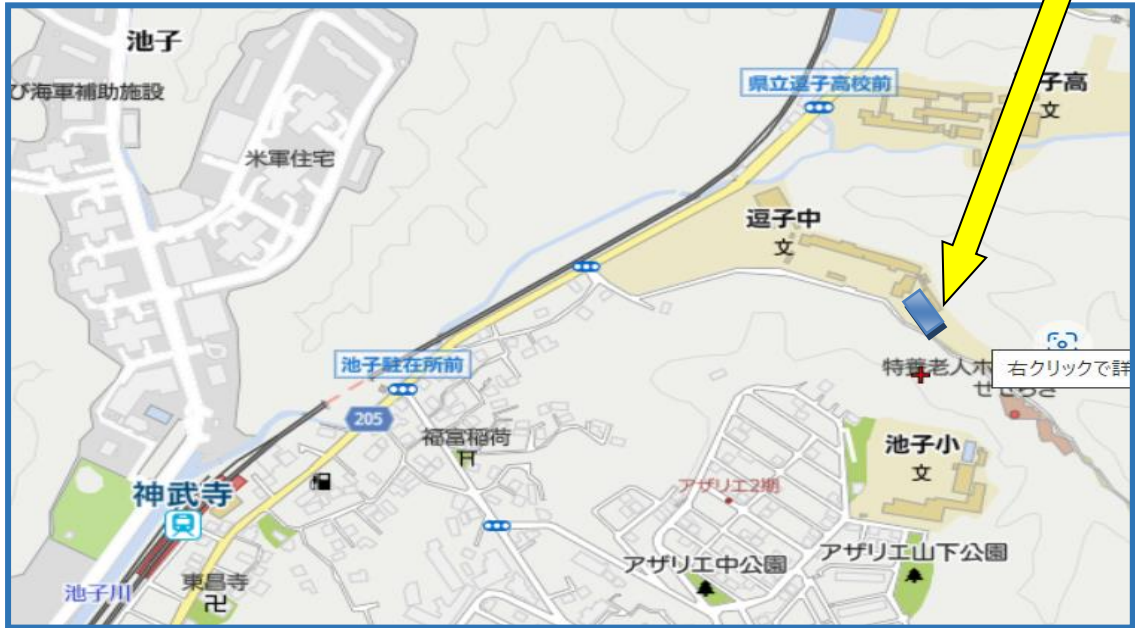 池子
び海軍補助施設
米軍住宅
県立逗子高校前
子高
文
逗子中
文
池子駐在所前
205
福富稲荷
特養老人ホ
せせらぎ
右クリックで詳
池子小
文
アザリエ2期
神武寺
アザリエ中公園
アザリエ山下公園
東昌寺
池子川